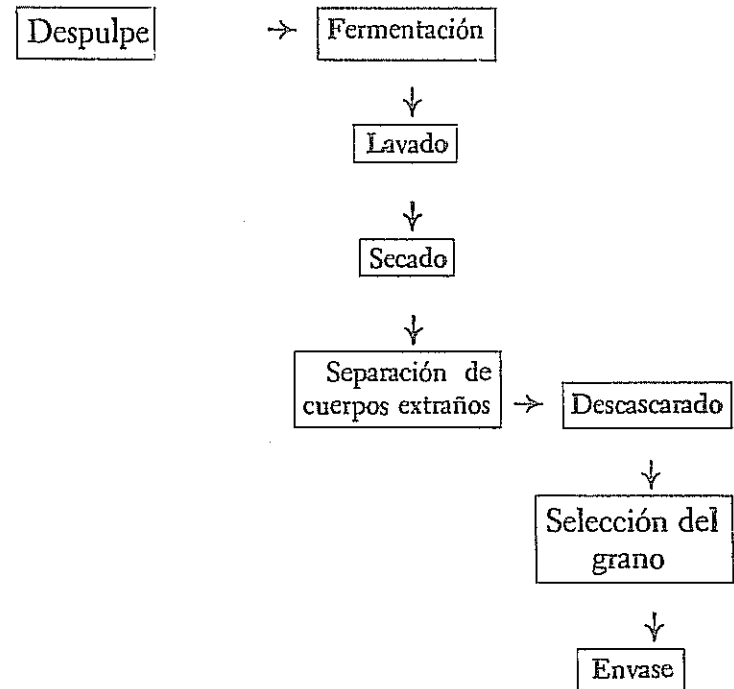 Despulpe → Fermentación
↓
Lavado
↓
Secado
↓
Separación de
cuerpos extraños → Descascarado
↓
Selección del
grano
↓
Envase